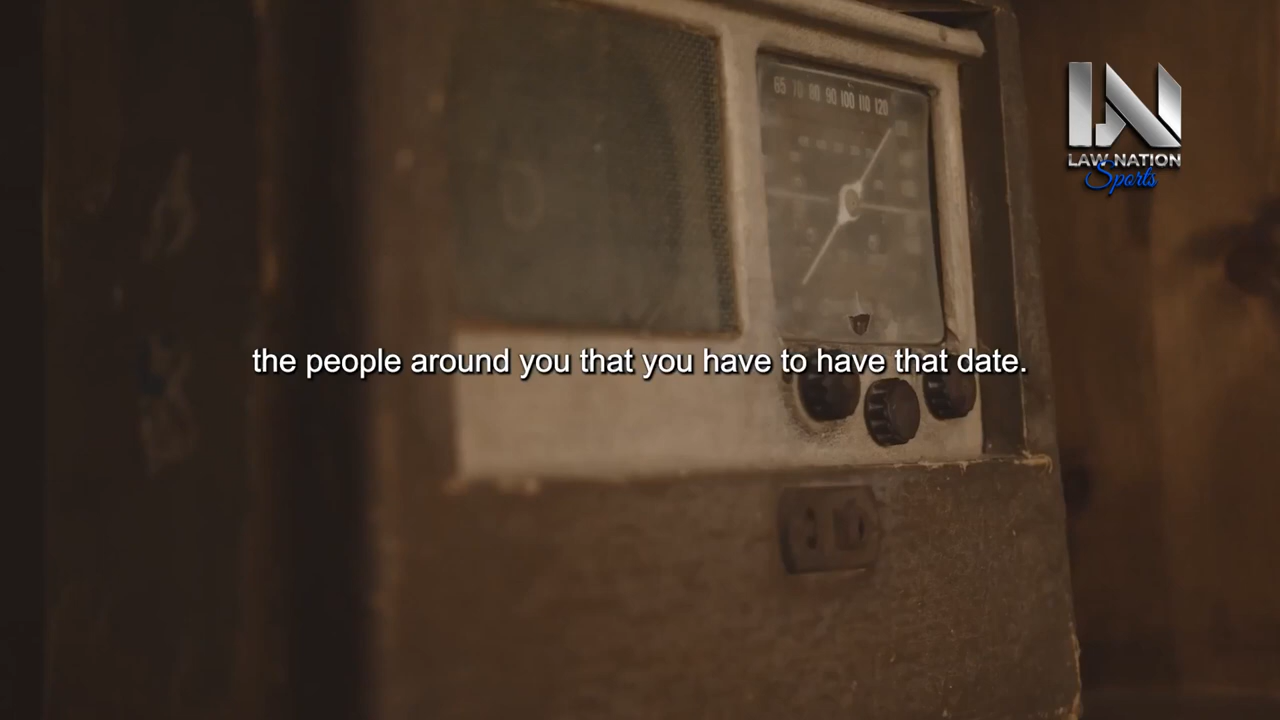 65 70 80 90 100 110 120
LAW NATION
Sports
the people around you that you have to have that date.